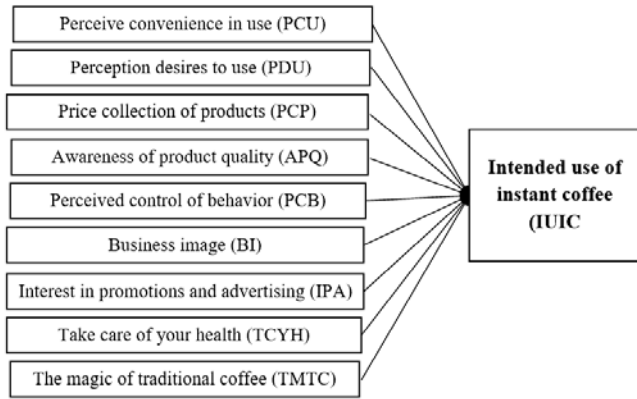 Perceive convenience in use (PCU)
Perception desires to use (PDU)
Price collection of products (PCP)
Awareness of product quality (APQ)
Perceived control of behavior (PCB)
Business image (BI)
Interest in promotions and advertising (IPA)
Take care of your health (TCYH)
The magic of traditional coffee (TMTC)
Intended use of
instant coffee
(IUIC